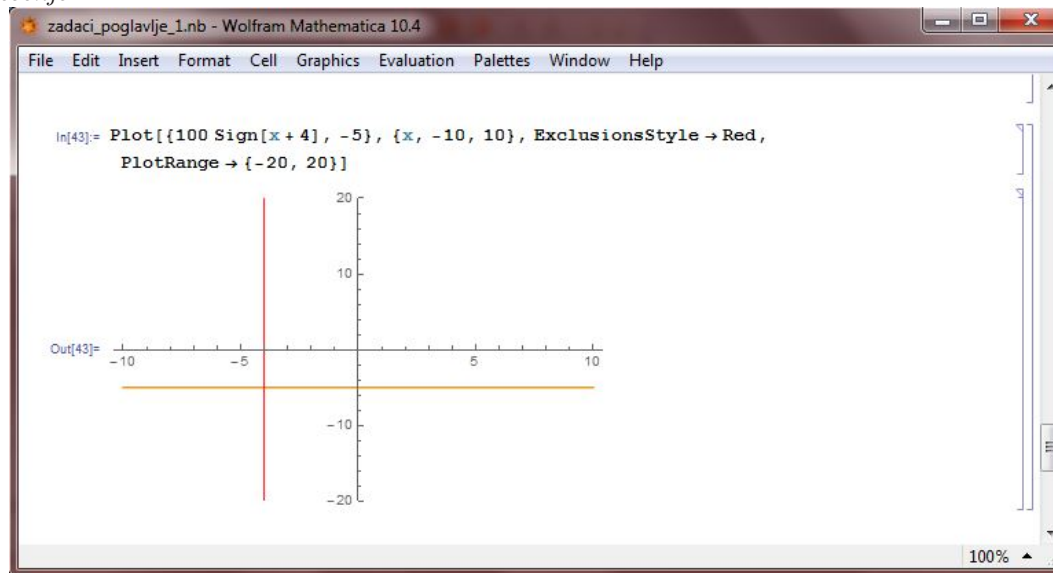 zadaci_poglavlje_1.nb - Wolfram Mathematica 10.4
File Edit Insert Format Cell Graphics Evaluation Palettes Window Help
In[43]:= Plot[{100 Sign[x + 4], -5}, {x, -10, 10}, ExclusionsStyle → Red,
PlotRange → {-20, 20}]
20
10
Out[43]=
-10 -5 5 10
-10
-20
100%